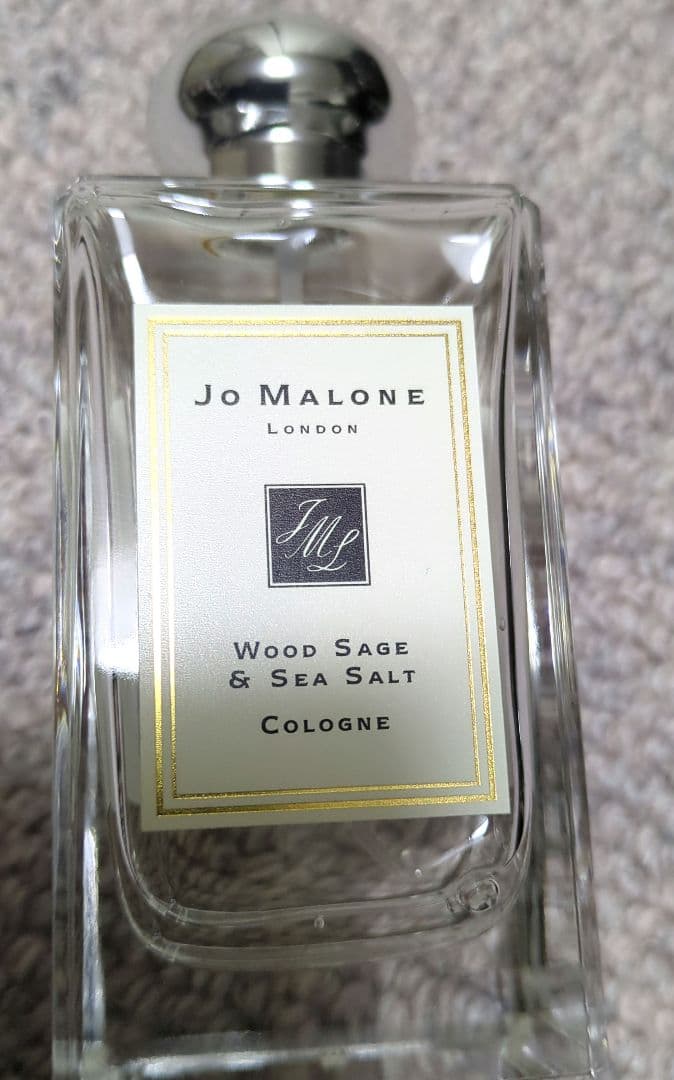 JO MALONE
LONDON
JML
WOOD SAGE
& SEA SALT
COLOGNE